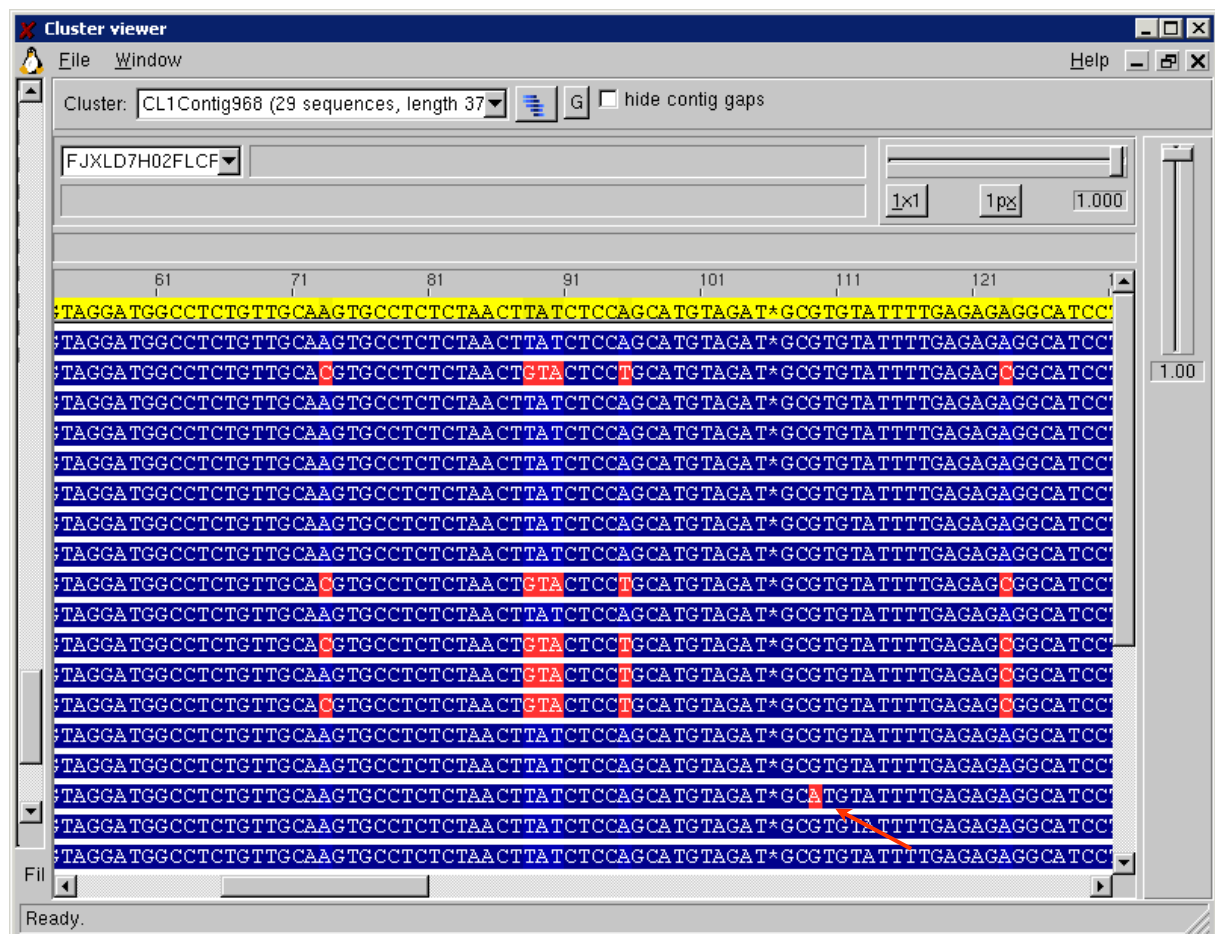 Cluster viewer
File Window Help
Cluster: CL1Contig968 (29 sequences, length 37 G hide contig gaps
FJXLD7H02FLCF
1x1 1px 1.000
61 71 81 91 101 111 121 1
GTAGGATGGCCTCTGTTGCAAGTGCCTCTCTAACTTATCTCCAGCATGTAGAT*GCGTGTATTTTGAGAGAGGCATCCT
GTAGGATGGCCTCTGTTGCAAGTGCCTCTCTAACTTATCTCCAGCATGTAGAT*GCGTGTATTTTGAGAGAGGCATCCT
GTAGGATGGCCTCTGTTGCACGTGCCTCTCTAACTGTACTCCTGCATGTAGAT*GCGTGTATTTTGAGAGCGGCATCCT
1.00
GTAGGATGGCCTCTGTTGCAAGTGCCTCTCTAACTTATCTCCAGCATGTAGAT*GCGTGTATTTTGAGAGAGGCATCCT
GTAGGATGGCCTCTGTTGCAAGTGCCTCTCTAACTTATCTCCAGCATGTAGAT*GCGTGTATTTTGAGAGAGGCATCCT
GTAGGATGGCCTCTGTTGCAAGTGCCTCTCTAACTTATCTCCAGCATGTAGAT*GCGTGTATTTTGAGAGAGGCATCCT
GTAGGATGGCCTCTGTTGCAAGTGCCTCTCTAACTTATCTCCAGCATGTAGAT*GCGTGTATTTTGAGAGAGGCATCCT
GTAGGATGGCCTCTGTTGCAAGTGCCTCTCTAACTTATCTCCAGCATGTAGAT*GCGTGTATTTTGAGAGAGGCATCCT
GTAGGATGGCCTCTGTTGCAAGTGCCTCTCTAACTTATCTCCAGCATGTAGAT*GCGTGTATTTTGAGAGAGGCATCCT
GTAGGATGGCCTCTGTTGCACGTGCCTCTCTAACTGTACTCCTGCATGTAGAT*GCGTGTATTTTGAGAGCGGCATCCT
GTAGGATGGCCTCTGTTGCAAGTGCCTCTCTAACTTATCTCCAGCATGTAGAT*GCGTGTATTTTGAGAGAGGCATCCT
GTAGGATGGCCTCTGTTGCACGTGCCTCTCTAACTGTACTCCTGCATGTAGAT*GCGTGTATTTTGAGAGCGGCATCCT
GTAGGATGGCCTCTGTTGCAAGTGCCTCTCTAACTGTACTCCTGCATGTAGAT*GCGTGTATTTTGAGAGCGGCATCCT
GTAGGATGGCCTCTGTTGCACGTGCCTCTCTAACTGTACTCCTGCATGTAGAT*GCGTGTATTTTGAGAGCGGCATCCT
GTAGGATGGCCTCTGTTGCAAGTGCCTCTCTAACTTATCTCCAGCATGTAGAT*GCGTGTATTTTGAGAGAGGCATCCT
GTAGGATGGCCTCTGTTGCAAGTGCCTCTCTAACTTATCTCCAGCATGTAGAT*GCGTGTATTTTGAGAGAGGCATCCT
GTAGGATGGCCTCTGTTGCAAGTGCCTCTCTAACTTATCTCCAGCATGTAGAT*GCATGTATTTTGAGAGAGGCATCCT
GTAGGATGGCCTCTGTTGCAAGTGCCTCTCTAACTTATCTCCAGCATGTAGAT*GCGTGTATTTTGAGAGAGGCATCCT
GTAGGATGGCCTCTGTTGCAAGTGCCTCTCTAACTTATCTCCAGCATGTAGAT*GCGTGTATTTTGAGAGAGGCATCCT
Fil
Ready.